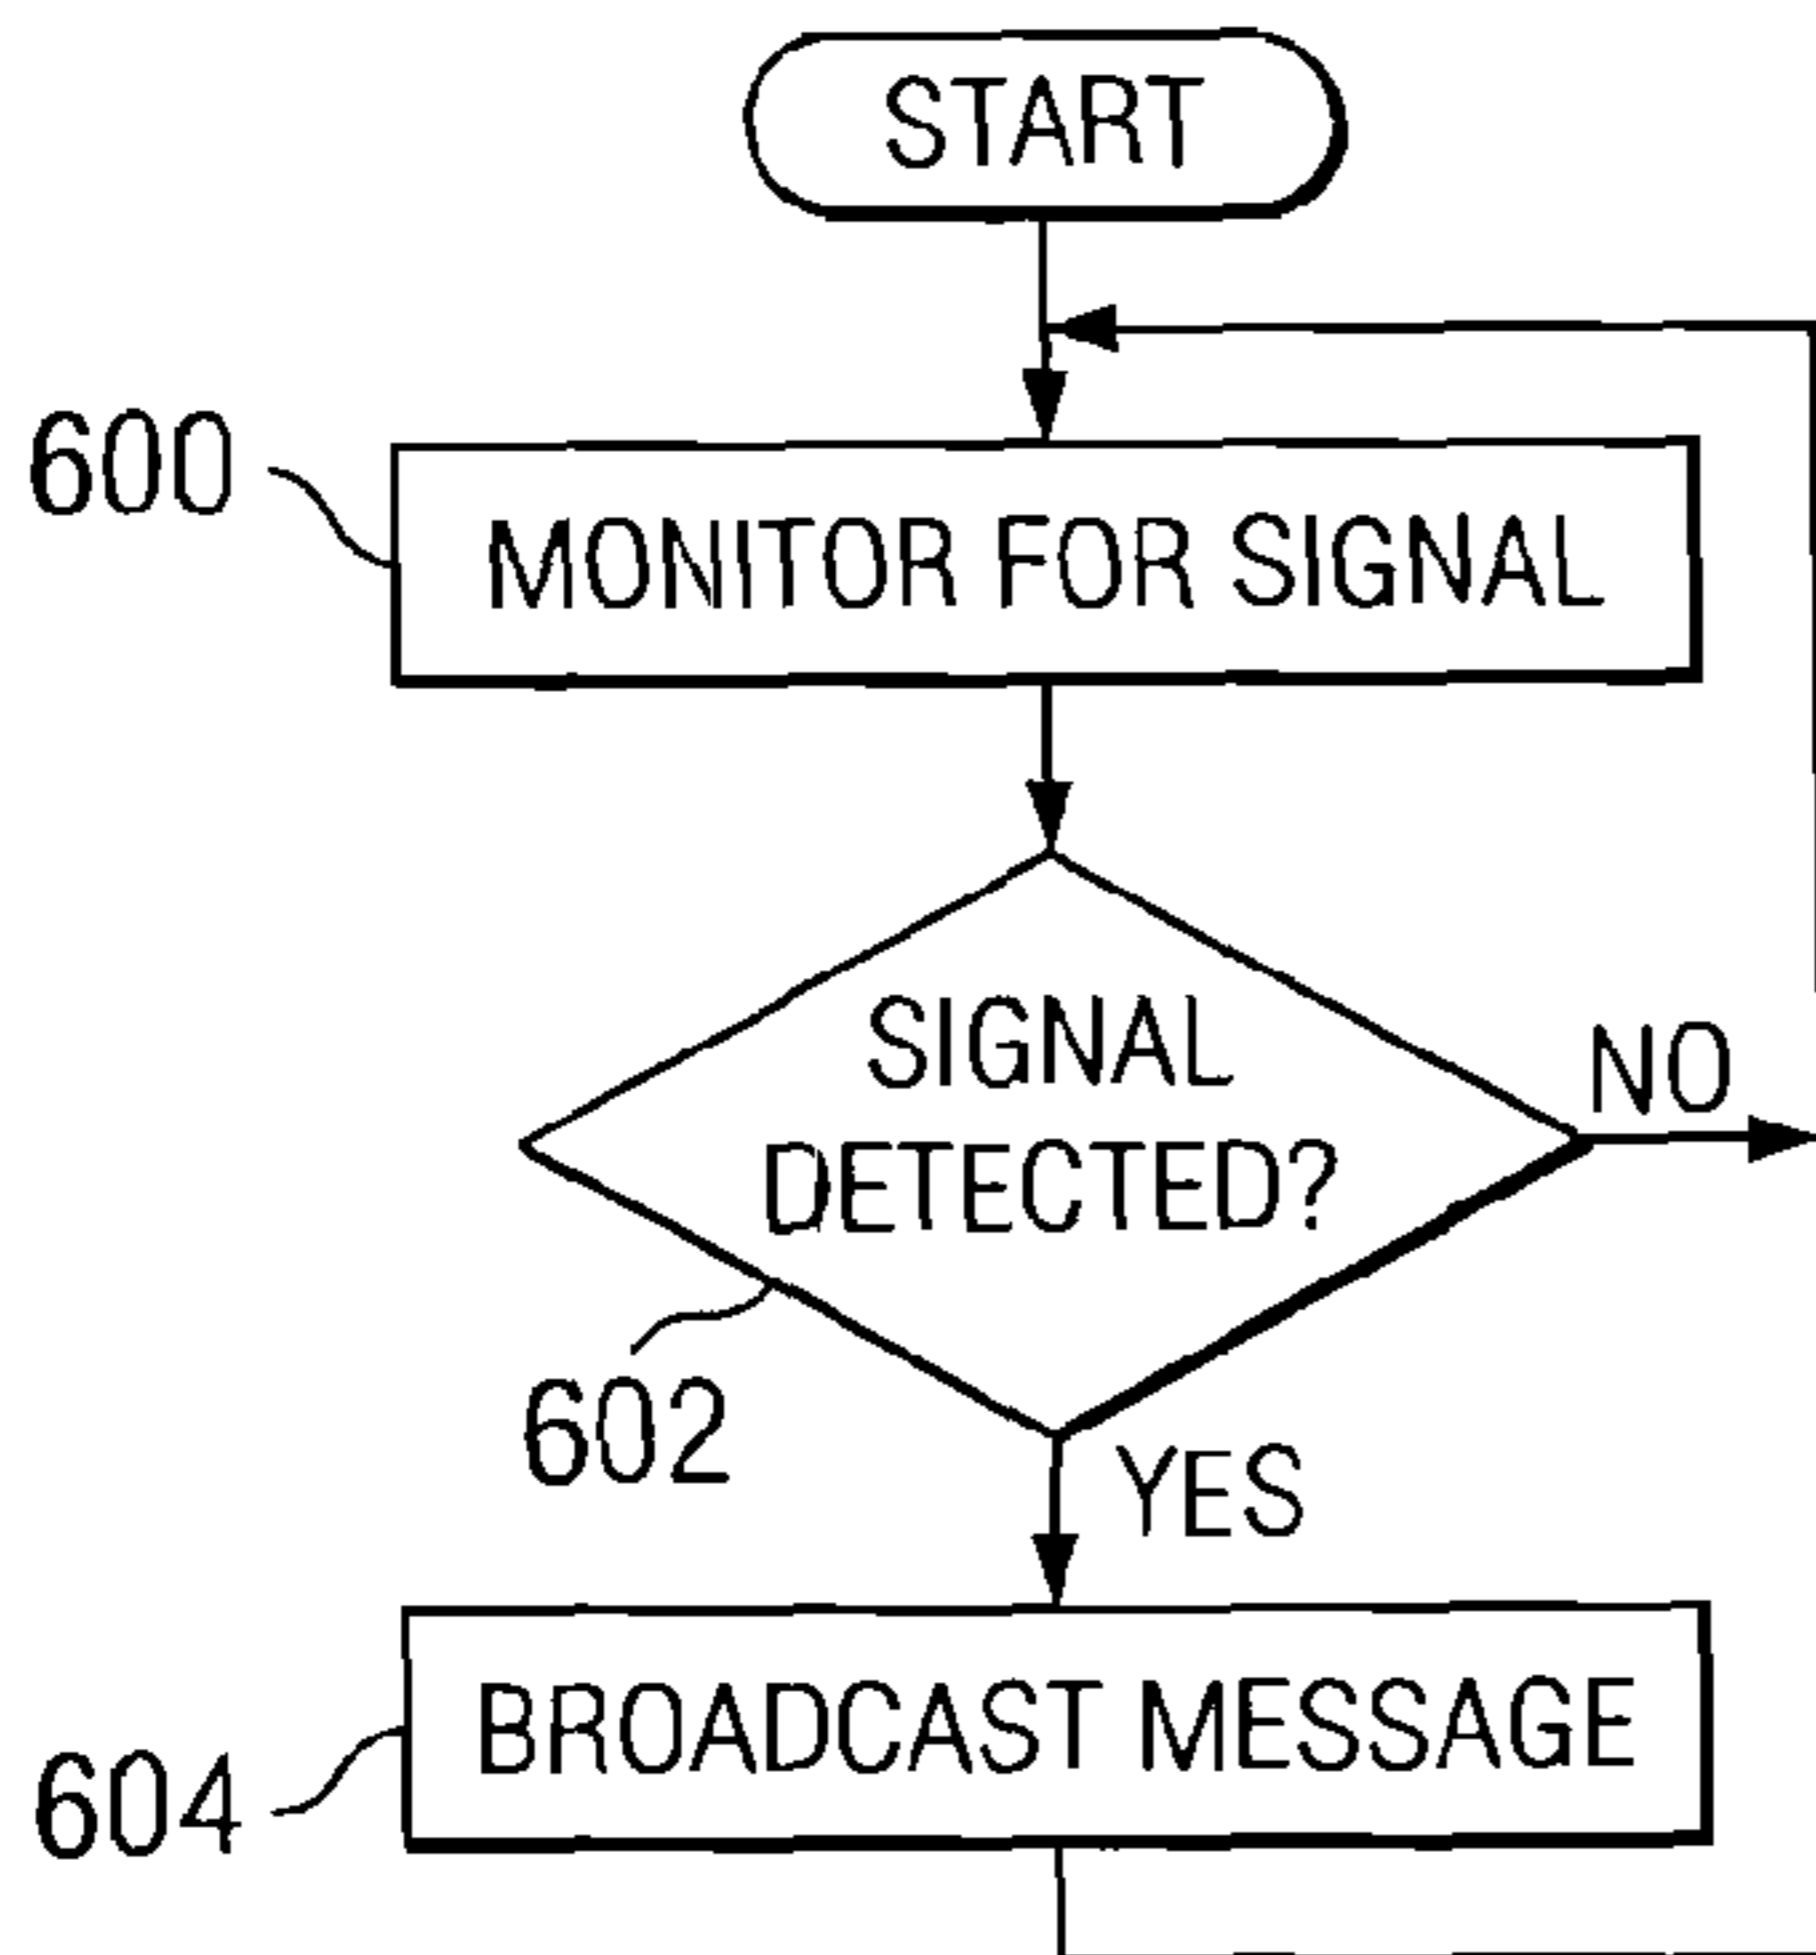 START
600
MONITOR FOR SIGNAL
SIGNAL
DETECTED?
NO
602
YES
BROADCAST MESSAGE
604